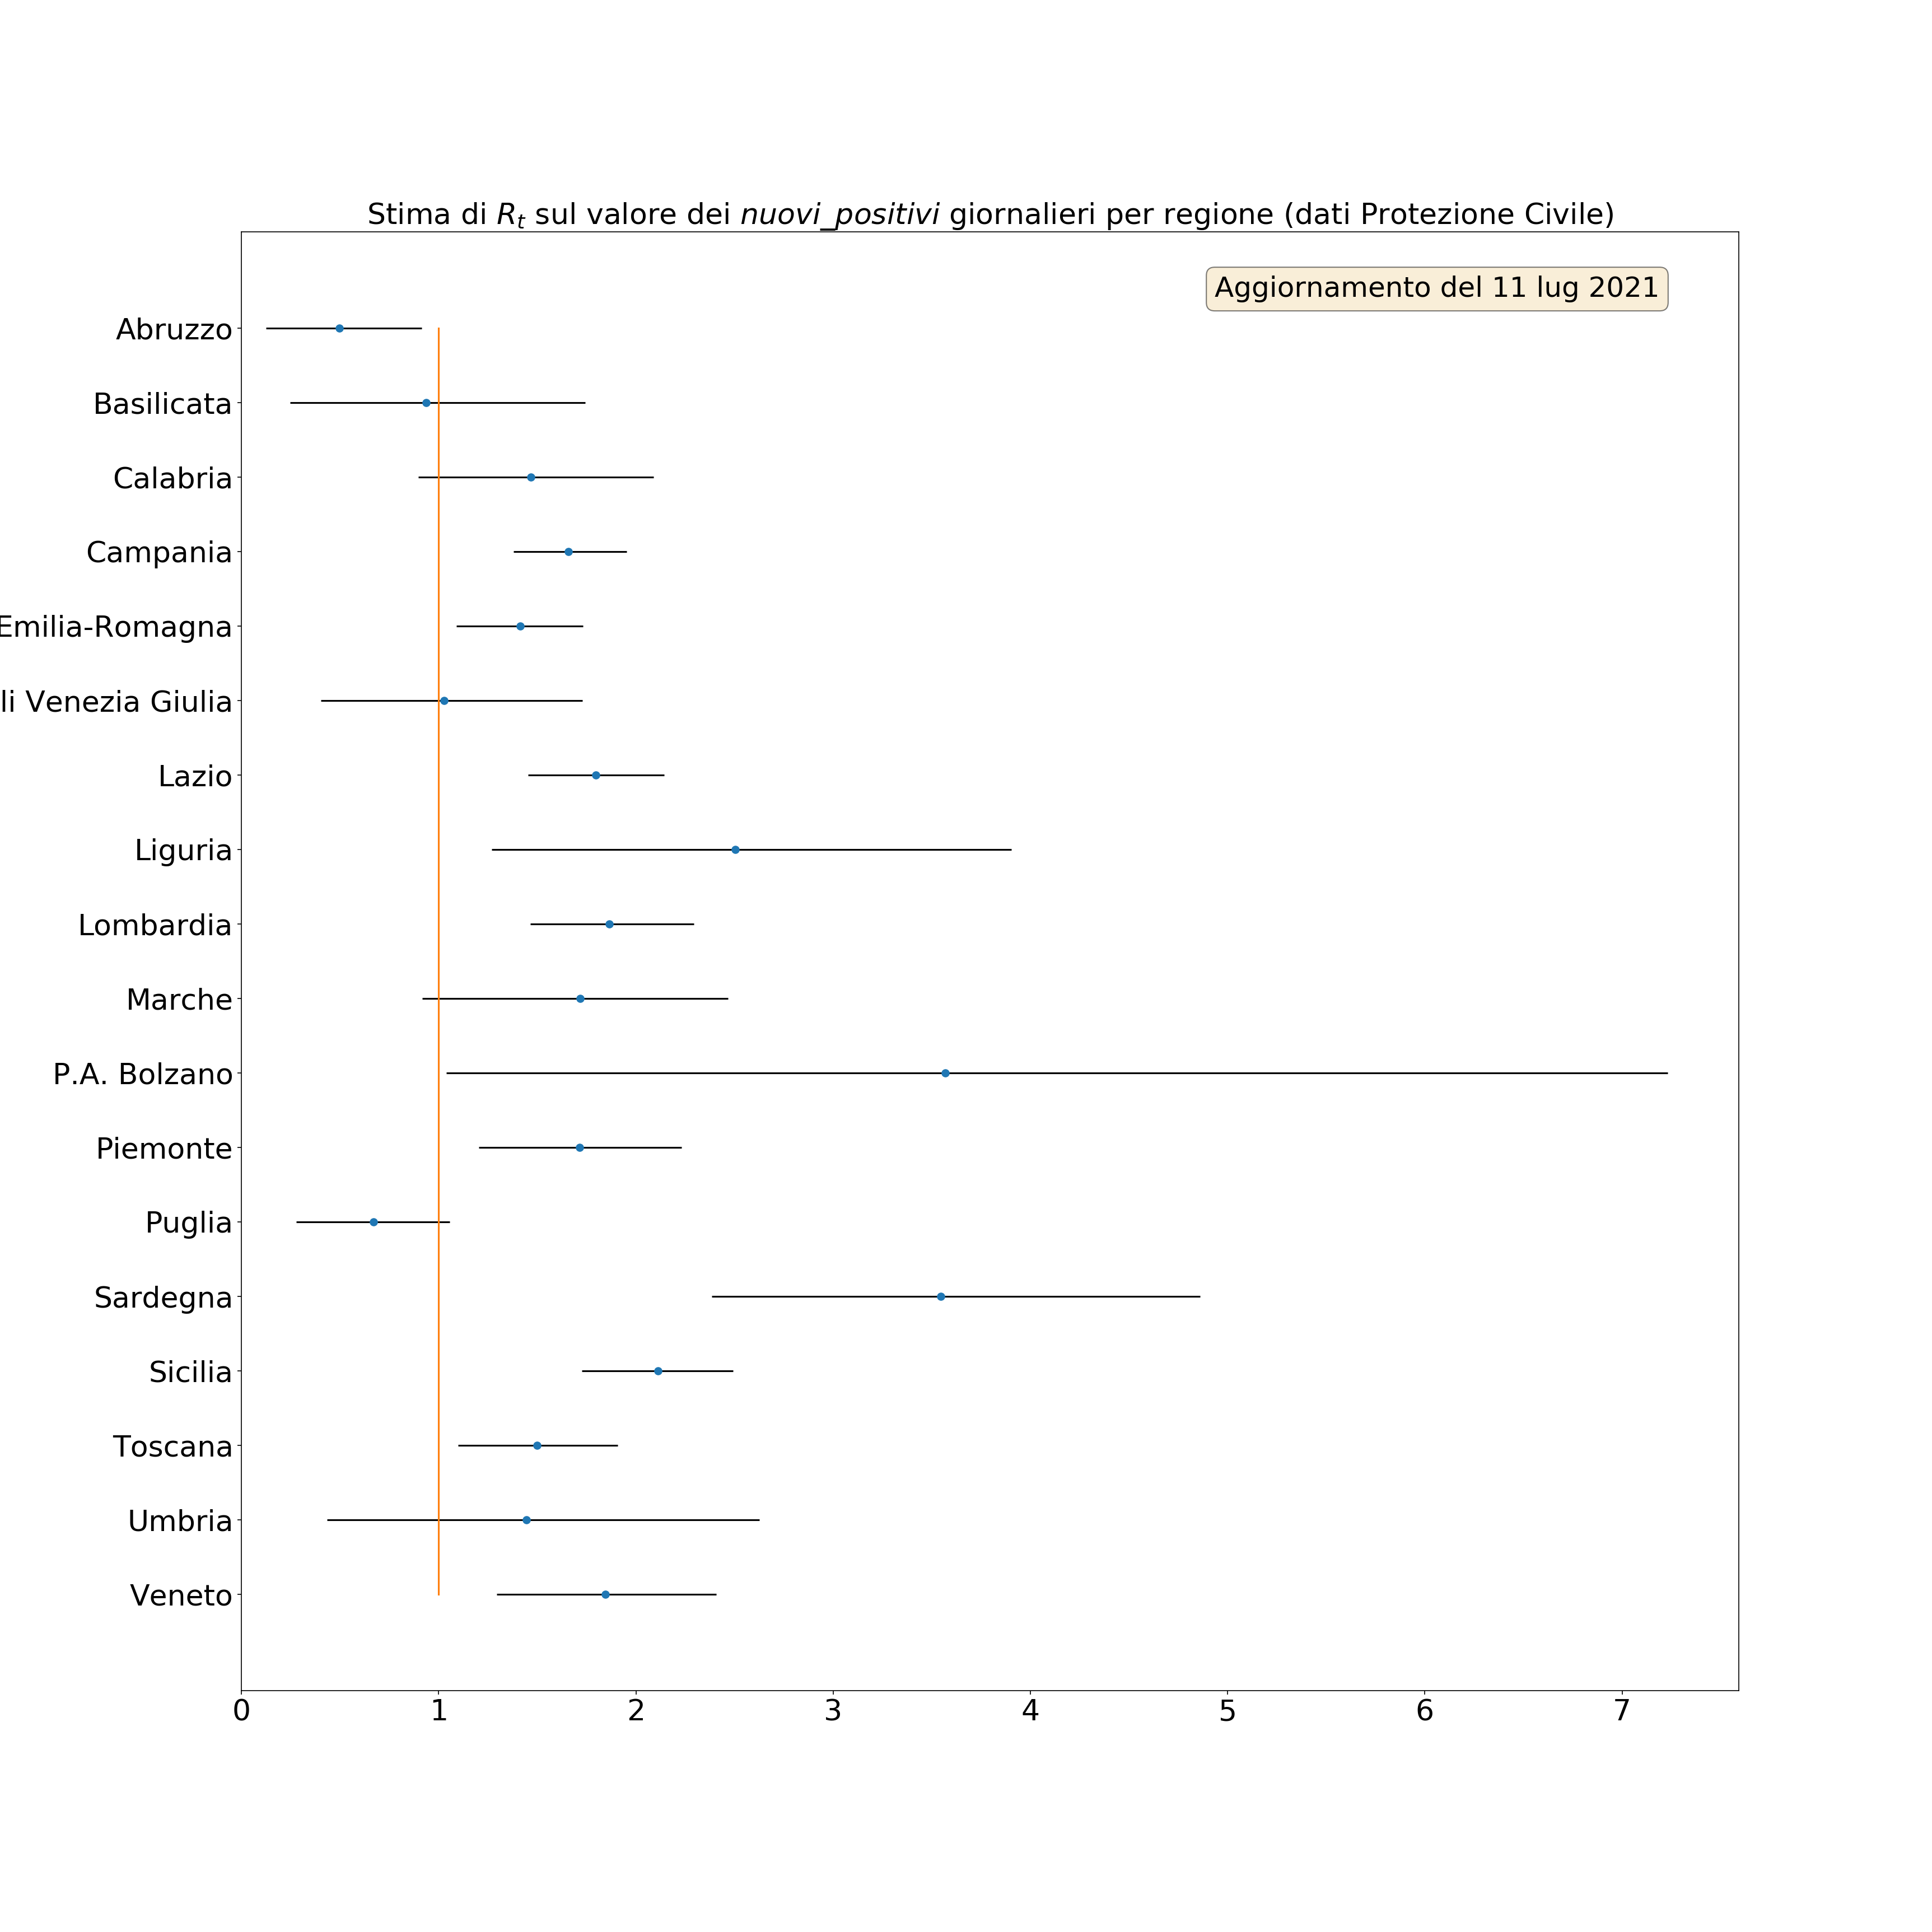 Stima di Rt sul valore dei nuovi_positivi giornalieri per regione (dati Protezione Civile)
Aggiornamento del 11 lug 2021
Abruzzo
Basilicata
Calabria
Campania
Emilia-Romagna
li Venezia Giulia
Lazio
Liguria
Lombardia
Marche
P.A. Bolzano
Piemonte
Puglia
Sardegna
Sicilia
Toscana
Umbria
Veneto
0 1 2 3 4 5 6 7